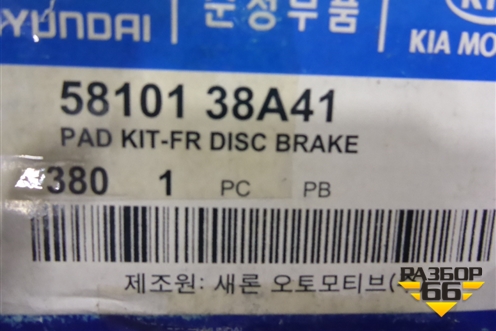 HYUNDAI 순정부품 KIA MO
58101 38A41
PAD KIT-FR DISC BRAKE
380 1 PC PB
제조원: 새론 오토모티브(
RAZБОР
66